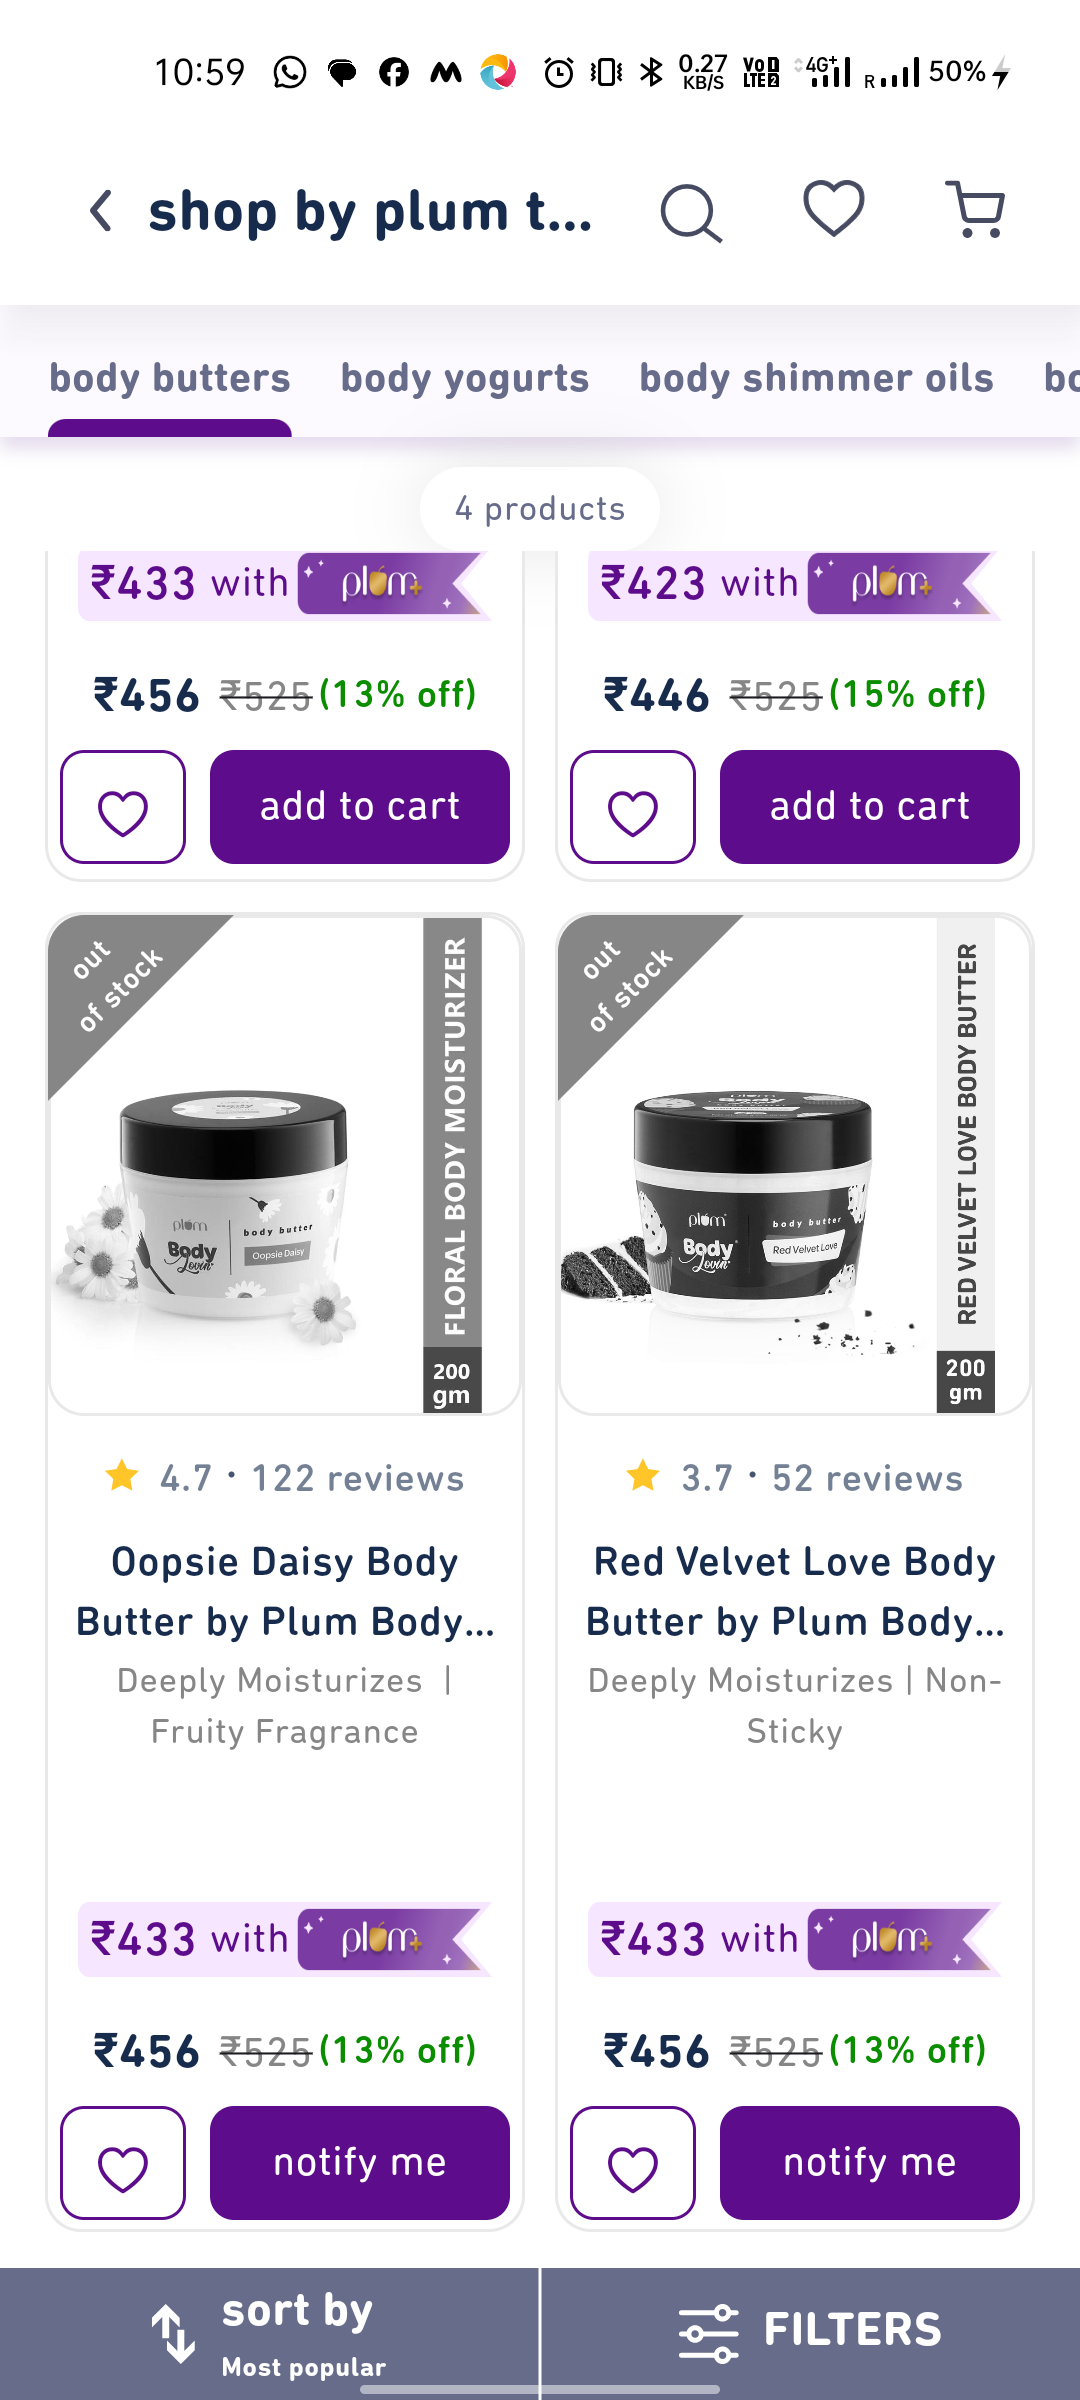 10:59 0.27 KB/S VoD LTE 2 4G+ R 50%
shop by plum t...
body butters body yogurts body shimmer oils bo
4 products
₹433 with plum+ ₹423 with plum+
₹456 ₹525 (13% off) ₹446 ₹525 (15% off)
add to cart add to cart
out
of stock
FLORAL BODY MOISTURIZER
200
gm
plum
Body
Lovin'
body butter
Oopsie Daisy
out
of stock
RED VELVET LOVE BODY BUTTER
200
gm
plum
Body
Lovin'
body butter
Red Velvet Love
4.7 · 122 reviews 3.7 · 52 reviews
Oopsie Daisy Body
Butter by Plum Body...
Deeply Moisturizes |
Fruity Fragrance
Red Velvet Love Body
Butter by Plum Body...
Deeply Moisturizes | Non-
Sticky
₹433 with plum+ ₹433 with plum+
₹456 ₹525 (13% off) ₹456 ₹525 (13% off)
notify me notify me
sort by
Most popular
FILTERS